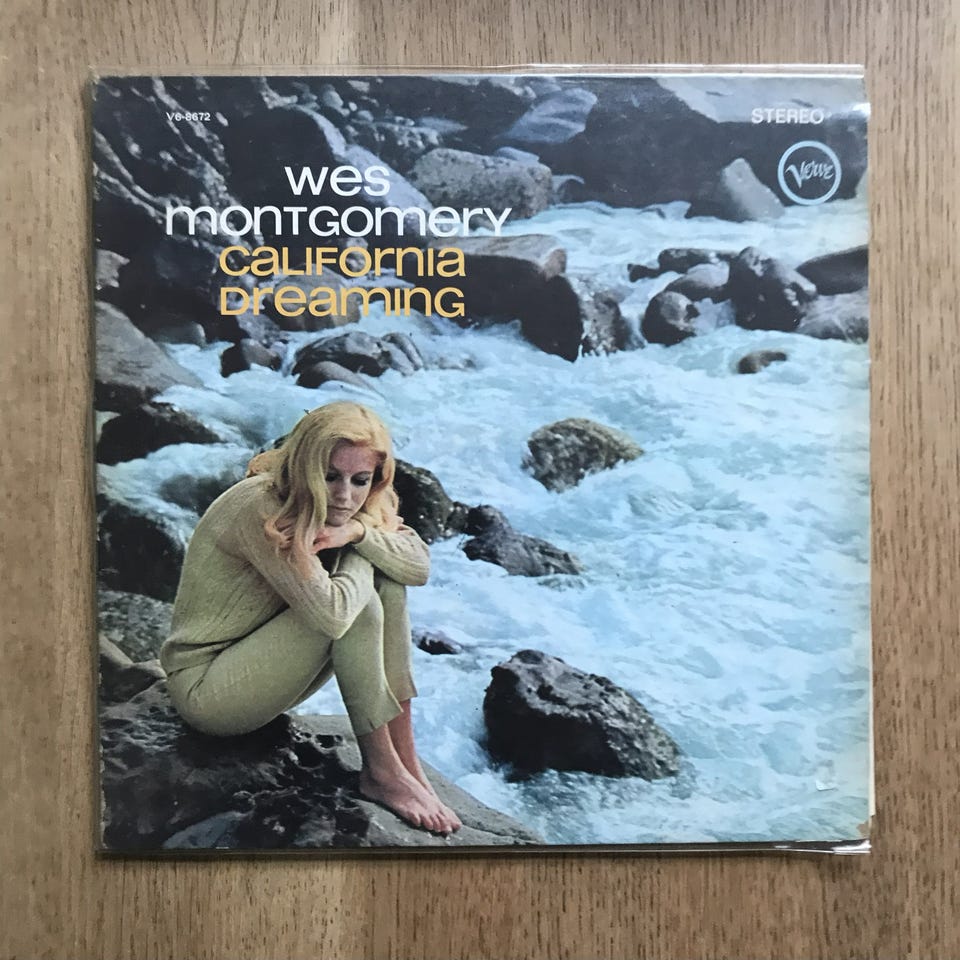 V6-8672
STEREO
Verve
wes
montgomery
california
dreaming